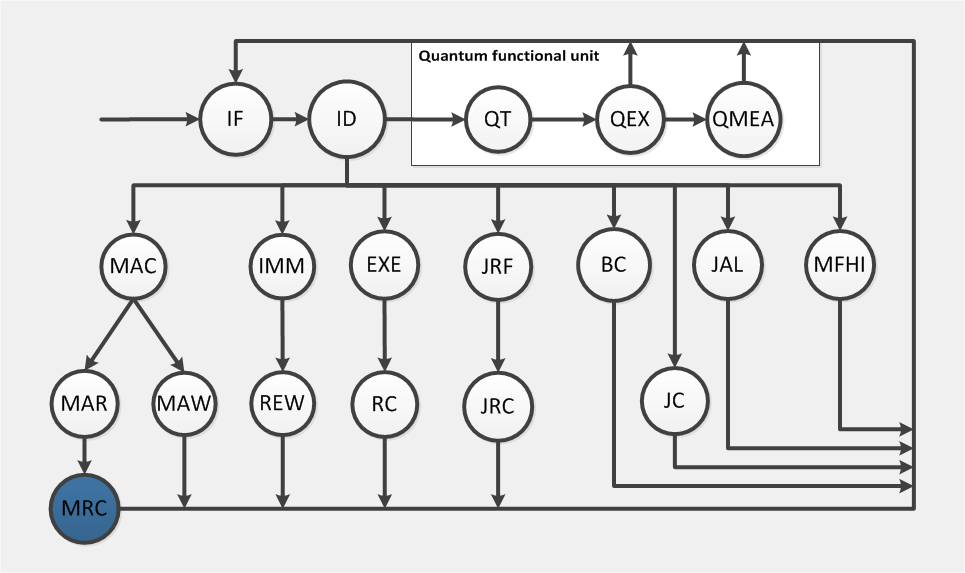 Quantum functional unit
IF
ID
QT
QEX
QMEA
MAC
IMM
EXE
JRF
BC
JAL
MFHI
MAR
MAW
REW
RC
JRC
JC
MRC